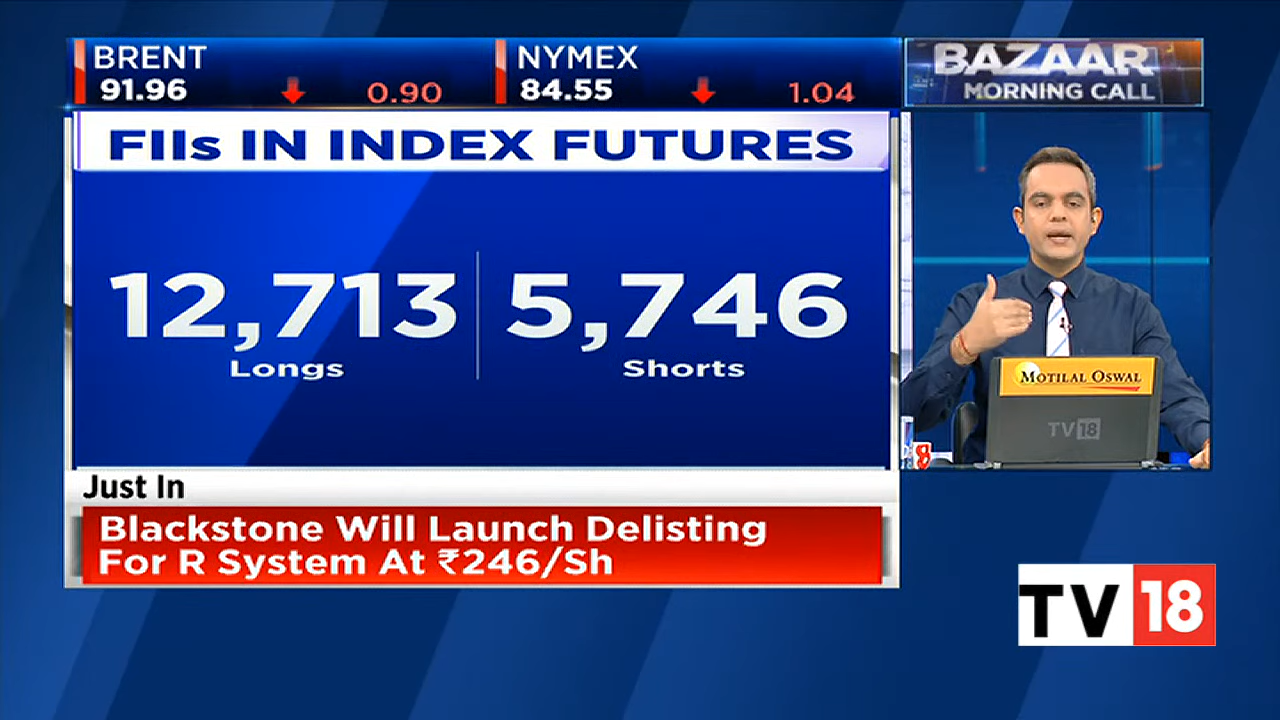 BRENT
91.96 0.90
NYMEX
84.55 1.04
BAZAAR
MORNING CALL
FIIs IN INDEX FUTURES
12,713 5,746
Longs Shorts
MOTILAL OSWAL
TV18
8
Just In
Blackstone Will Launch Delisting
For R System At ₹246/Sh
TV18